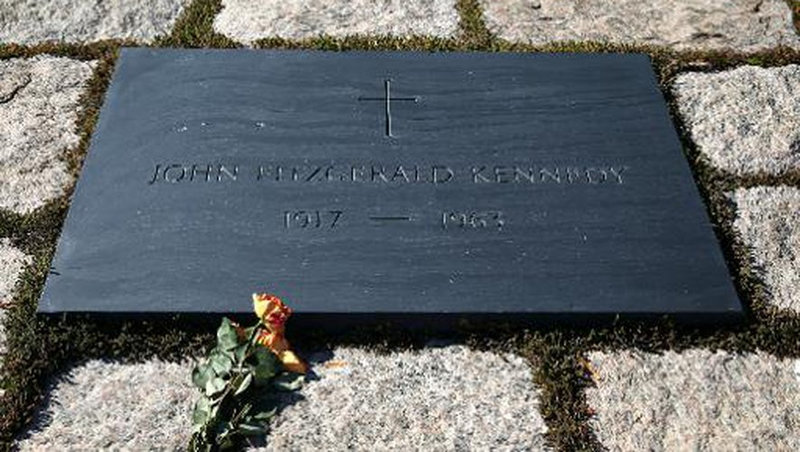 JOHN FITZGERALD KENNEDY
1917 — 1963